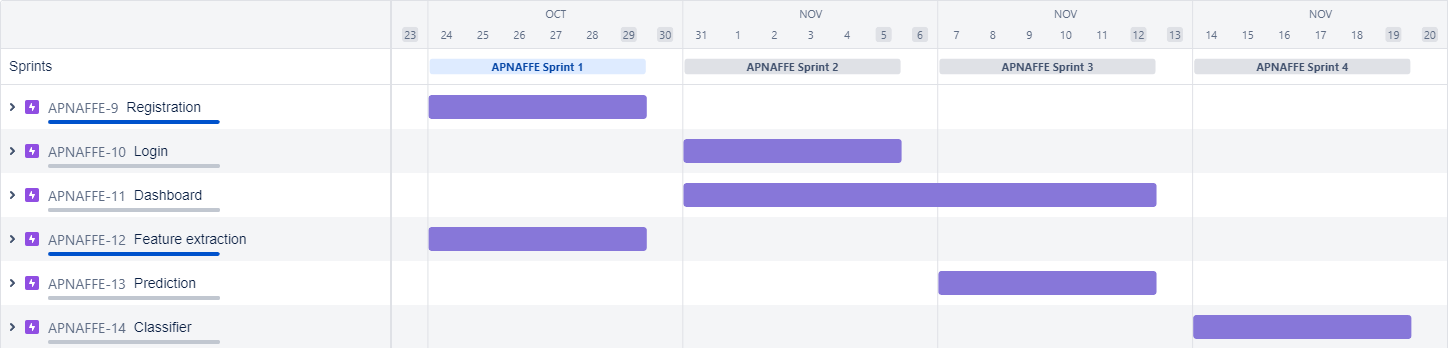 OCT NOV NOV NOV
23 24 25 26 27 28 29 30 31 1 2 3 4 5 6 7 8 9 10 11 12 13 14 15 16 17 18 19 20
Sprints APNAFFE Sprint 1 APNAFFE Sprint 2 APNAFFE Sprint 3 APNAFFE Sprint 4
APNAFFE-9 Registration
APNAFFE-10 Login
APNAFFE-11 Dashboard
APNAFFE-12 Feature extraction
APNAFFE-13 Prediction
APNAFFE-14 Classifier